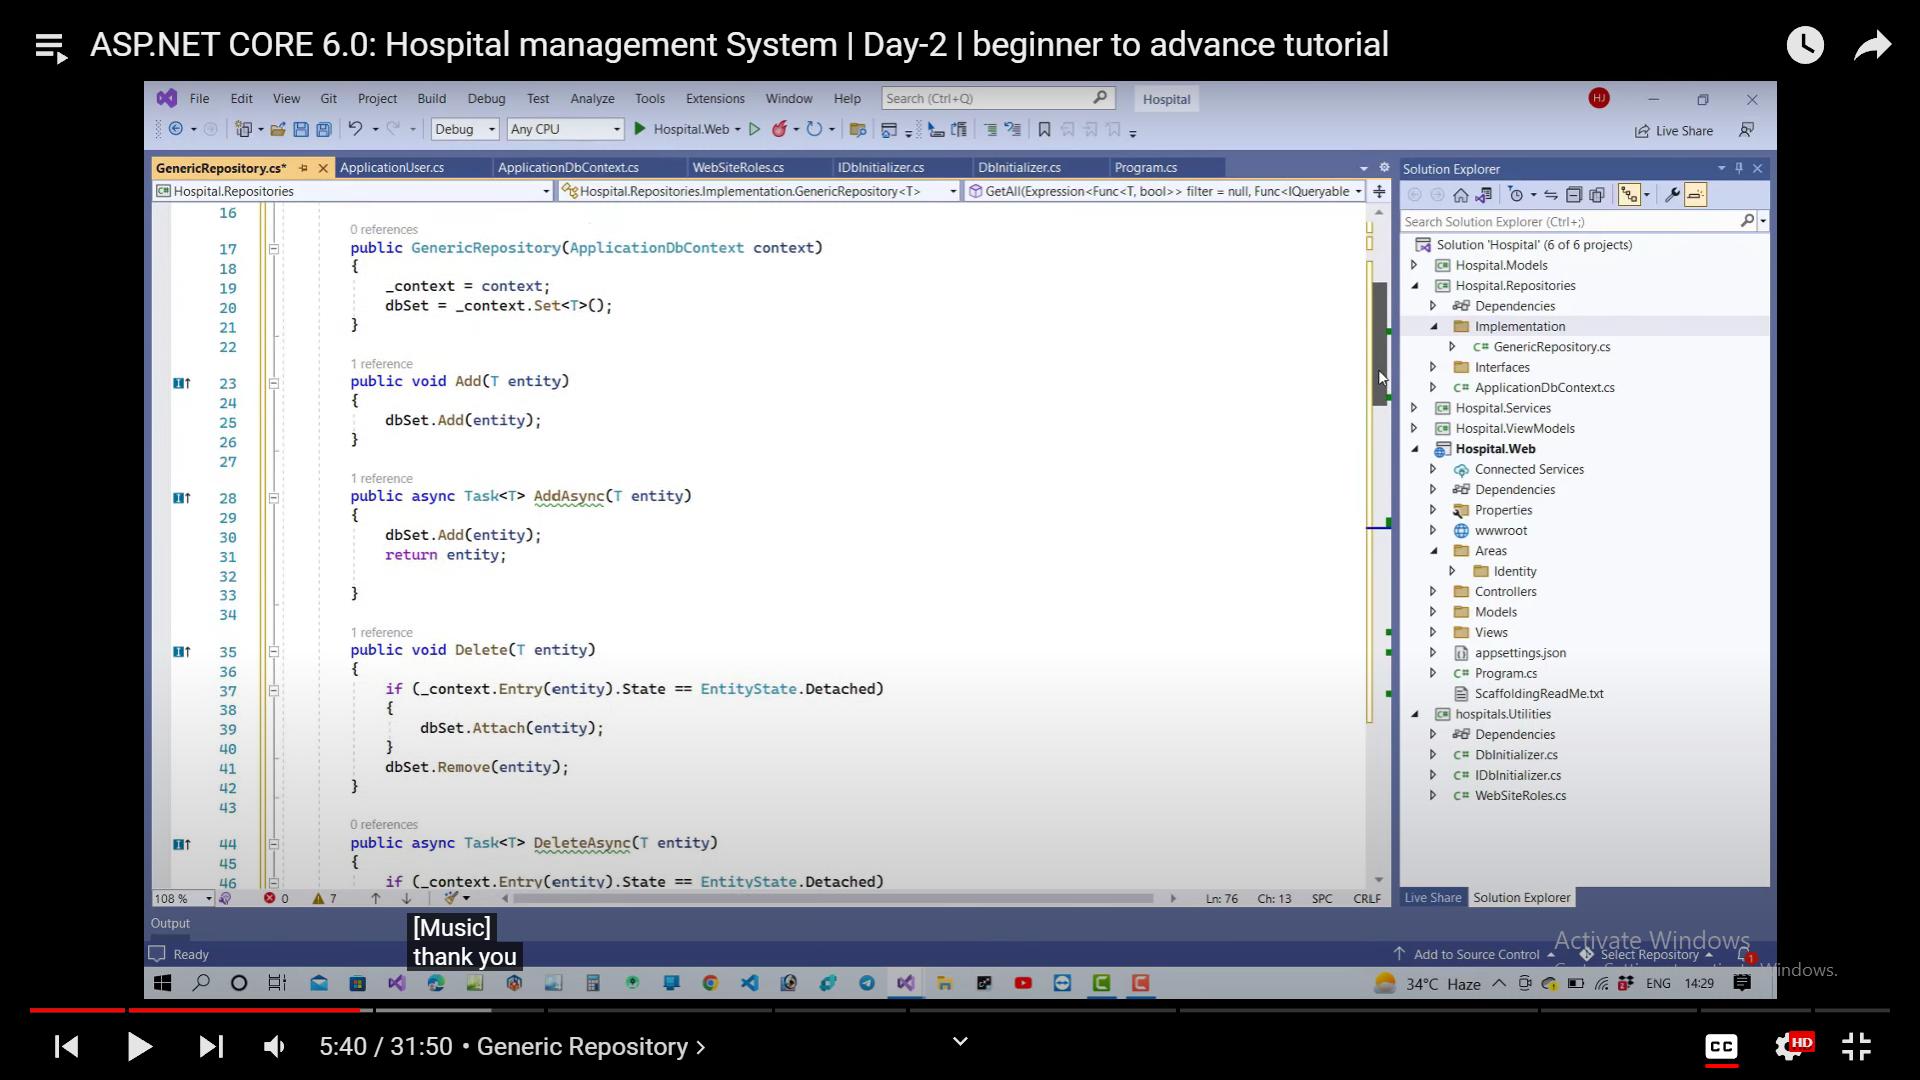 ASP.NET CORE 6.0: Hospital management System | Day-2 | beginner to advance tutorial
File Edit View Git Project Build Debug Test Analyze Tools Extensions Window Help Search (Ctrl+Q) Hospital HJ
Debug Any CPU Hospital.Web Live Share
GenericRepository.cs* ApplicationUser.cs ApplicationDbContext.cs WebSiteRoles.cs IDbInitializer.cs DbInitializer.cs Program.cs
Hospital.Repositories Hospital.Repositories.Implementation.GenericRepository<T> GetAll(Expression<Func<T, bool>> filter = null, Func<IQueryable
16
0 references
17 public GenericRepository(ApplicationDbContext context)
18 {
19 _context = context;
20 dbSet = _context.Set<T>();
21 }
22
1 reference
23 public void Add(T entity)
24 {
25 dbSet.Add(entity);
26 }
27
1 reference
28 public async Task<T> AddAsync(T entity)
29 {
30 dbSet.Add(entity);
31 return entity;
32
33 }
34
1 reference
35 public void Delete(T entity)
36 {
37 if (_context.Entry(entity).State == EntityState.Detached)
38 {
39 dbSet.Attach(entity);
40 }
41 dbSet.Remove(entity);
42 }
43
0 references
44 public async Task<T> DeleteAsync(T entity)
45 {
46 if (_context.Entry(entity).State == EntityState.Detached)
108 % 0 7 Ln: 76 Ch: 13 SPC CRLF
Solution Explorer
Search Solution Explorer (Ctrl+;)
Solution 'Hospital' (6 of 6 projects)
Hospital.Models
Hospital.Repositories
Dependencies
Implementation
C# GenericRepository.cs
Interfaces
C# ApplicationDbContext.cs
Hospital.Services
Hospital.ViewModels
Hospital.Web
Connected Services
Dependencies
Properties
wwwroot
Areas
Identity
Controllers
Models
Views
appsettings.json
C# Program.cs
ScaffoldingReadMe.txt
hospitals.Utilities
Dependencies
C# DbInitializer.cs
C# IDbInitializer.cs
C# WebSiteRoles.cs
Live Share Solution Explorer
Output
[Music]
thank you
Ready
Add to Source Control Select Repository 1
Activate Windows
34°C Haze ENG 14:29
5:40 / 31:50 • Generic Repository
CC HD